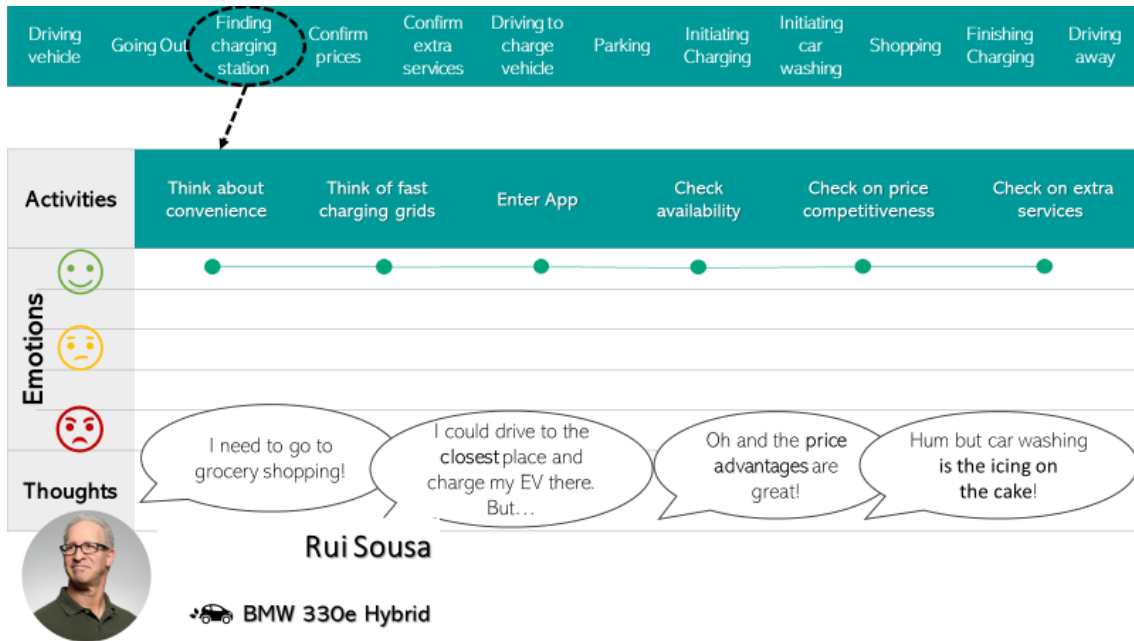 Driving
vehicle
Going Out
Finding
charging
station
Confirm
prices
Confirm
extra
services
Driving to
charge
vehicle
Parking
Initiating
Charging
Initiating
car
washing
Shopping
Finishing
Charging
Driving
away
Activities
Think about
convenience
Think of fast
charging grids
Enter App
Check
availability
Check on price
competitiveness
Check on extra
services
Emotions
Thoughts
I need to go to
grocery shopping!
I could drive to the
closest place and
charge my EV there.
But...
Oh and the price
advantages are
great!
Hum but car washing
is the icing on
the cake!
Rui Sousa
BMW 330e Hybrid